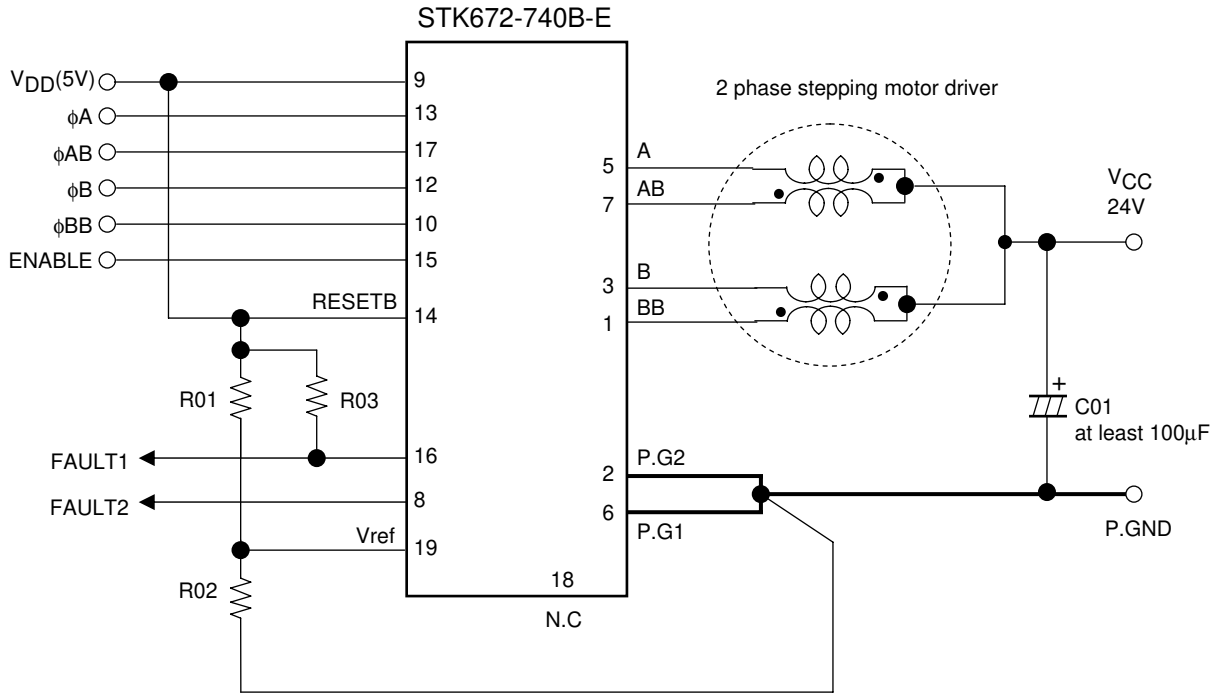 STK672-740B-E
VDD(5V)
9
φA
13
φAB
17
φB
12
φBB
10
ENABLE
15
RESETB
14
R01
R03
FAULT1
16
FAULT2
8
Vref
19
R02
18
N.C
2 phase stepping motor driver
5
A
7
AB
3
B
1
BB
VCC
24V
+
C01
at least 100μF
2
P.G2
6
P.G1
P.GND